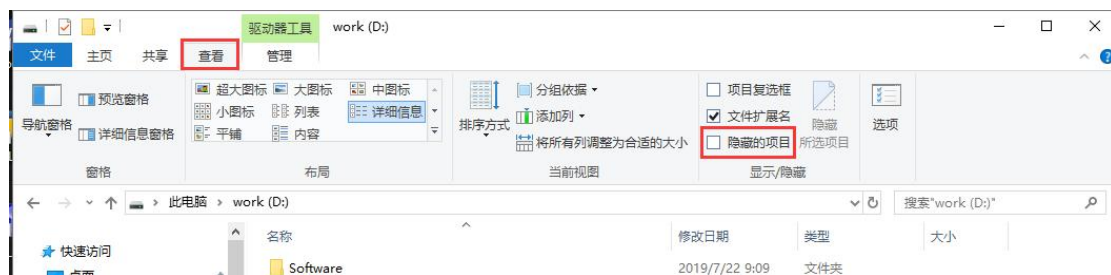 驱动器工具 work (D:)
文件 主页 共享 查看 管理
导航窗格
预览窗格
详细信息窗格
窗格
超大图标 大图标 中图标
小图标 列表 详细信息
平铺 内容
布局
排序方式
分组依据
添加列
将所有列调整为合适的大小
当前视图
项目复选框
文件扩展名
隐藏的项目
隐藏
所选项目
显示/隐藏
选项
此电脑 › work (D:)
搜索"work (D:)"
快速访问
桌面
名称 修改日期 类型 大小
Software 2019/7/22 9:09 文件夹